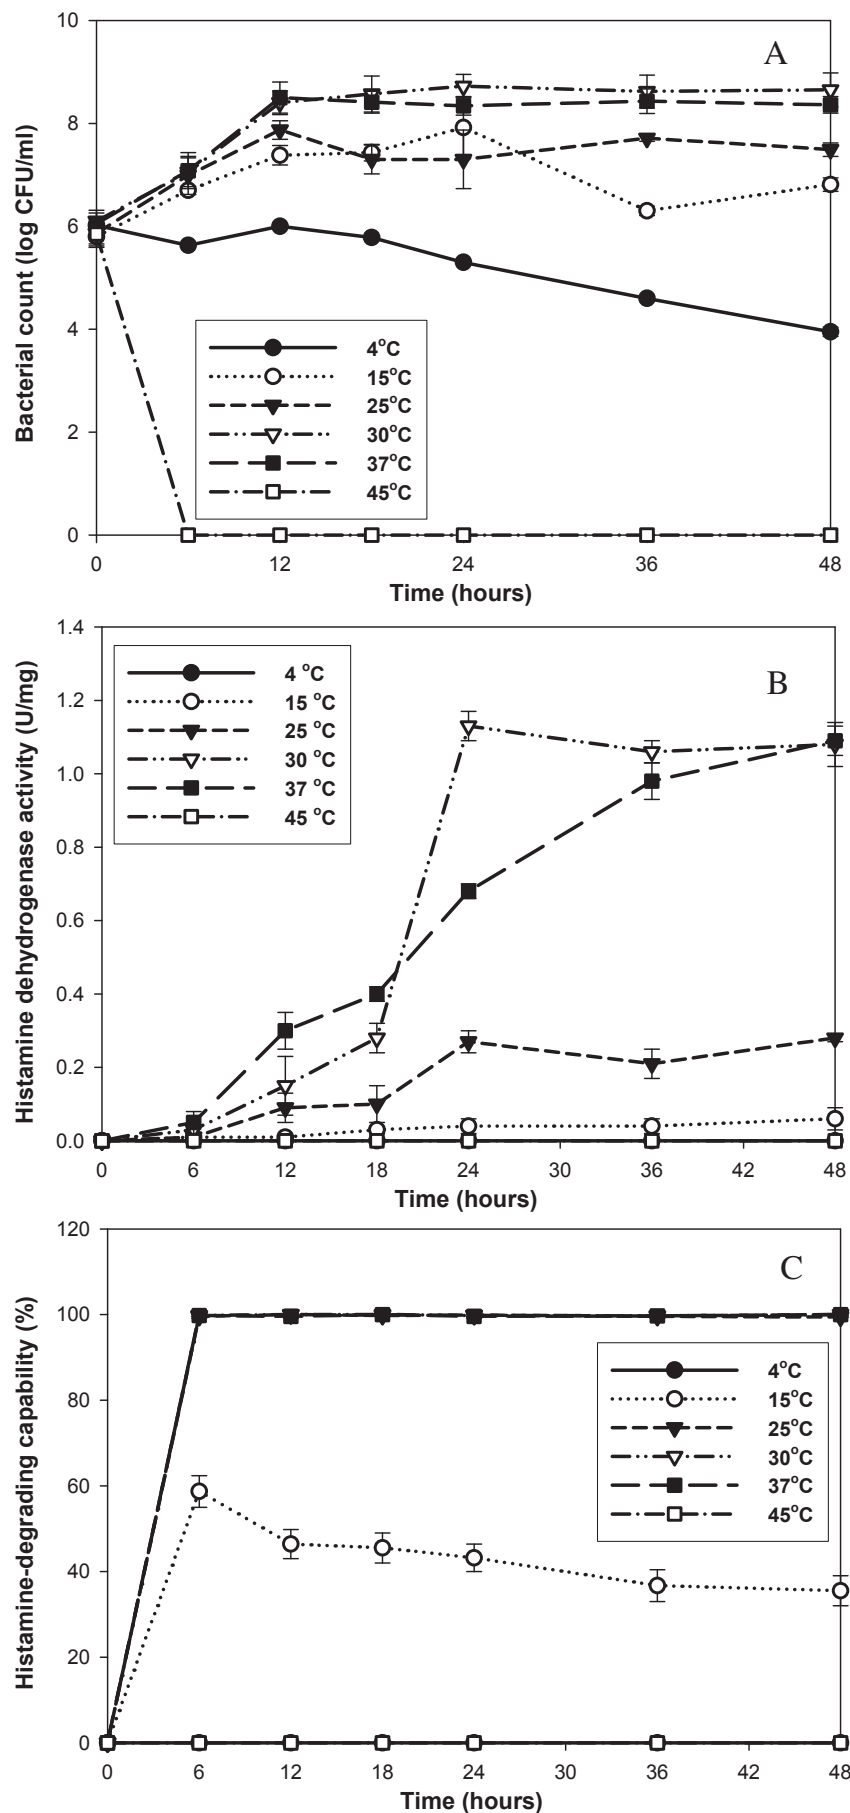 A
Bacterial count (log CFU/ml)
10
8
6
4
2
0
4°C
15°C
25°C
30°C
37°C
45°C
0 12 24 36 48
Time (hours)
B
Histamine dehydrogenase activity (U/mg)
1.4
1.2
1.0
0.8
0.6
0.4
0.2
0.0
4 °C
15 °C
25 °C
30 °C
37 °C
45 °C
0 6 12 18 24 30 36 42 48
Time (hours)
C
Histamine-degrading capability (%)
120
100
80
60
40
20
0
4°C
15°C
25°C
30°C
37°C
45°C
0 6 12 18 24 30 36 42 48
Time (hours)